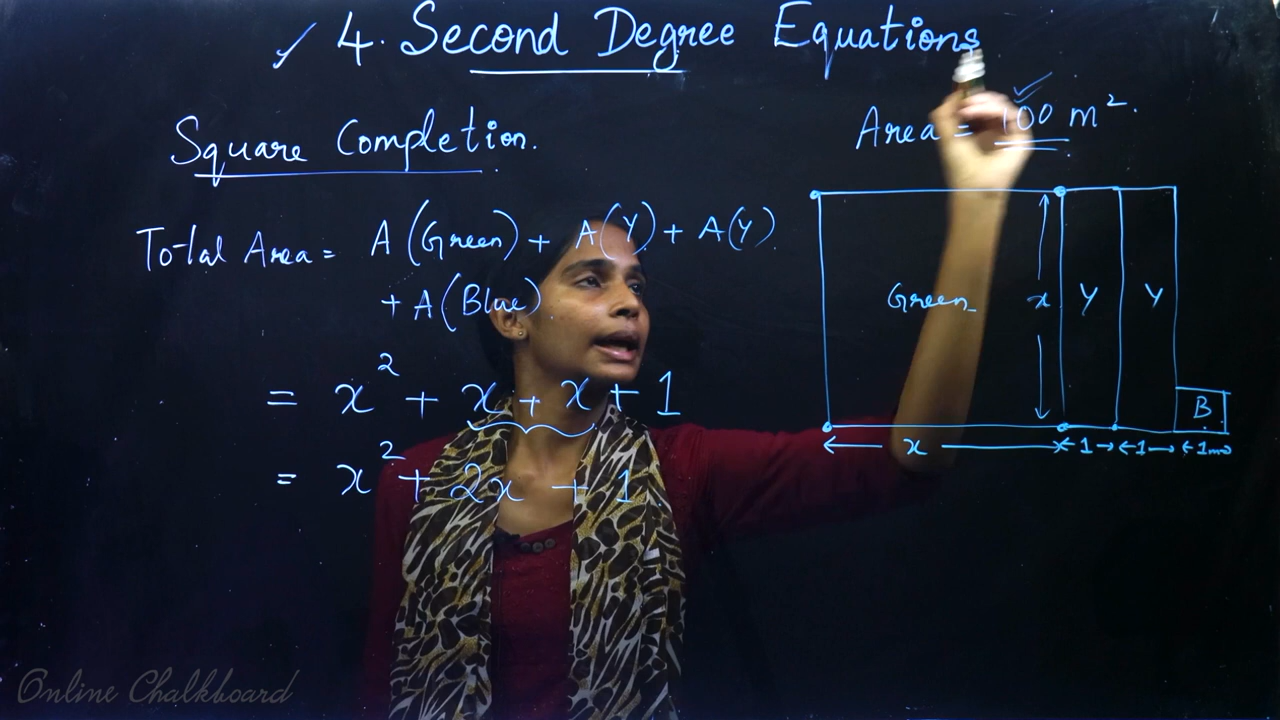 ✓ 4. Second Degree Equations
Square Completion.
Area = 100 m². ✓
Total Area = A (Green) + A(Y) + A(Y)
+ A (Blue)
= x² + x + x + 1
= x² + 2x + 1
Green x Y Y
B
x 1 1 1m
Online Chalkboard